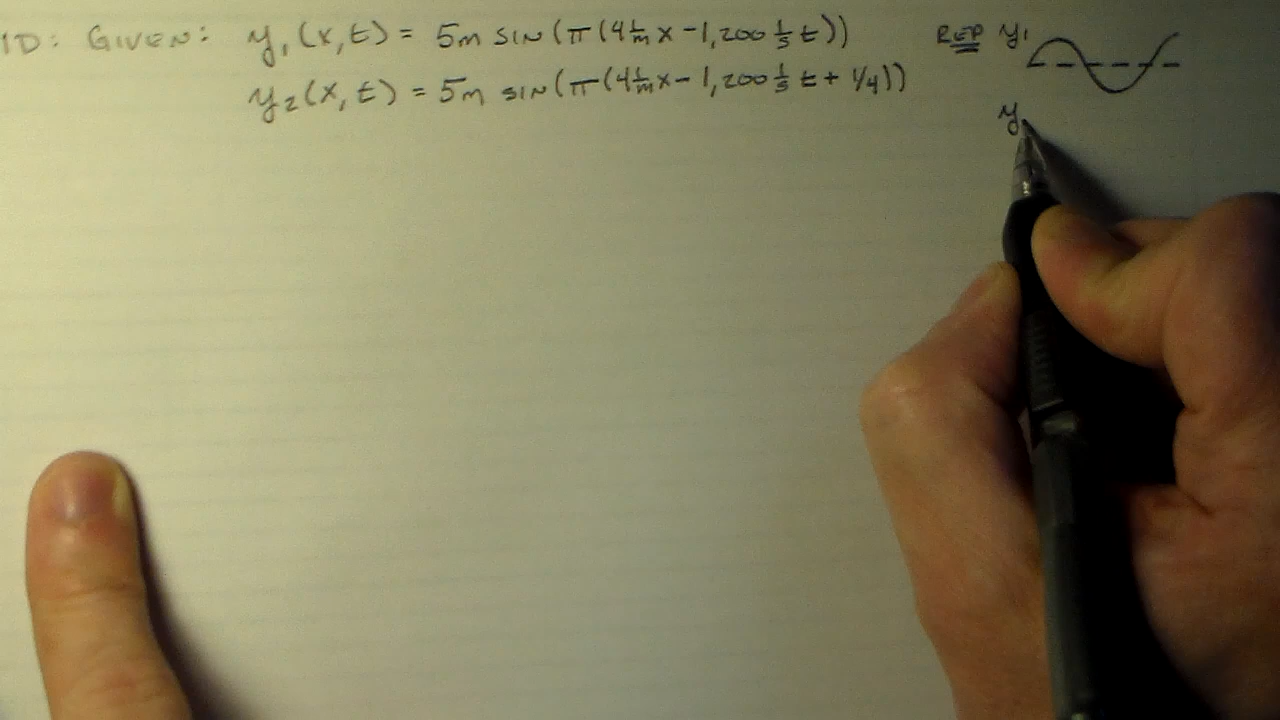 1D: GIVEN: y₁(x,t) = 5m SIN(π(4 1/m x - 1,200 1/s t)) REP y₁
y₂(x,t) = 5m SIN(π(4 1/m x - 1,200 1/s t + 1/4))
y